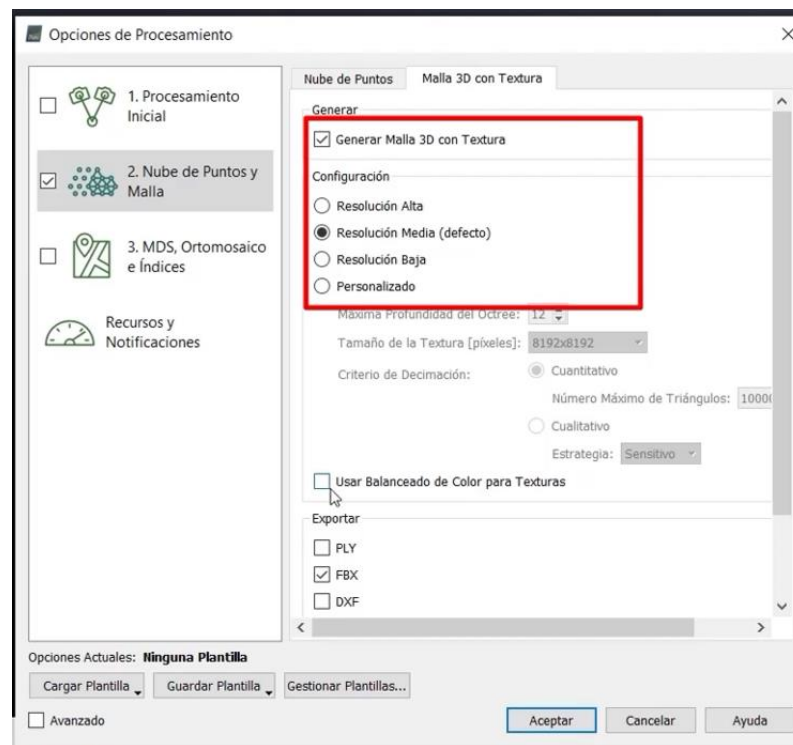 Opciones de Procesamiento
1. Procesamiento
Inicial
2. Nube de Puntos y
Malla
3. MDS, Ortomosaico
e Índices
Recursos y
Notificaciones
Nube de Puntos
Malla 3D con Textura
Generar
Generar Malla 3D con Textura
Configuración
Resolución Alta
Resolución Media (defecto)
Resolución Baja
Personalizado
Máxima Profundidad del Octree: 12
Tamaño de la Textura [píxeles]: 8192x8192
Criterio de Decimación: Cuantitativo
Número Máximo de Triángulos:
Cualitativo
Estrategia: Sensitivo
Usar Balanceado de Color para Texturas
Exportar
PLY
FBX
DXF
Opciones Actuales: Ninguna Plantilla
Cargar Plantilla Guardar Plantilla Gestionar Plantillas...
Avanzado Aceptar Cancelar Ayuda